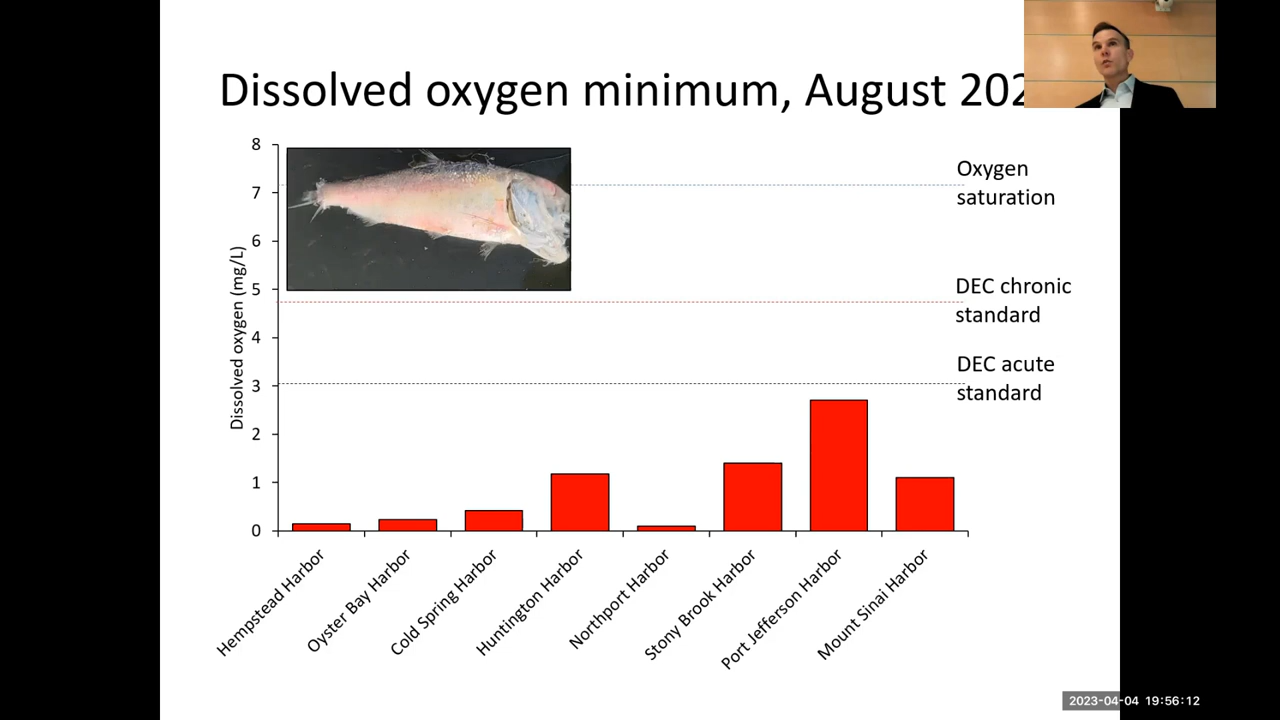 Dissolved oxygen minimum, August
8
7
6
5
4
3
2
1
0
Dissolved oxygen (mg/L)
Oxygen
saturation
DEC chronic
standard
DEC acute
standard
Hempstead Harbor
Oyster Bay Harbor
Cold Spring Harbor
Huntington Harbor
Northport Harbor
Stony Brook Harbor
Port Jefferson Harbor
Mount Sinai Harbor
2023-04-04 19:56:12